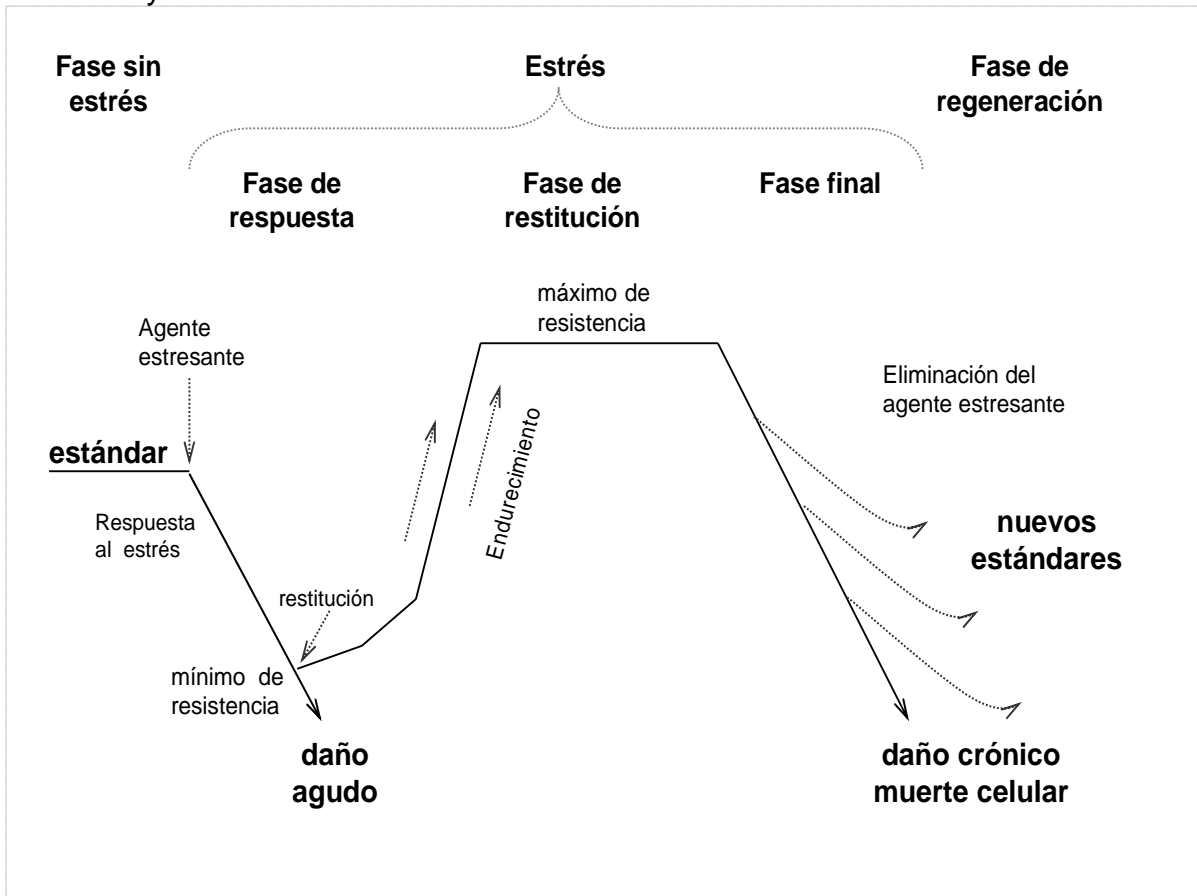 Fase sin
estrés
Estrés
Fase de
regeneración
Fase de
respuesta
Fase de
restitución
Fase final
máximo de
resistencia
Agente
estresante
Eliminación del
agente estresante
estándar
Endurecimiento
Respuesta
al estrés
nuevos
estándares
restitución
mínimo de
resistencia
daño
agudo
daño crónico
muerte celular